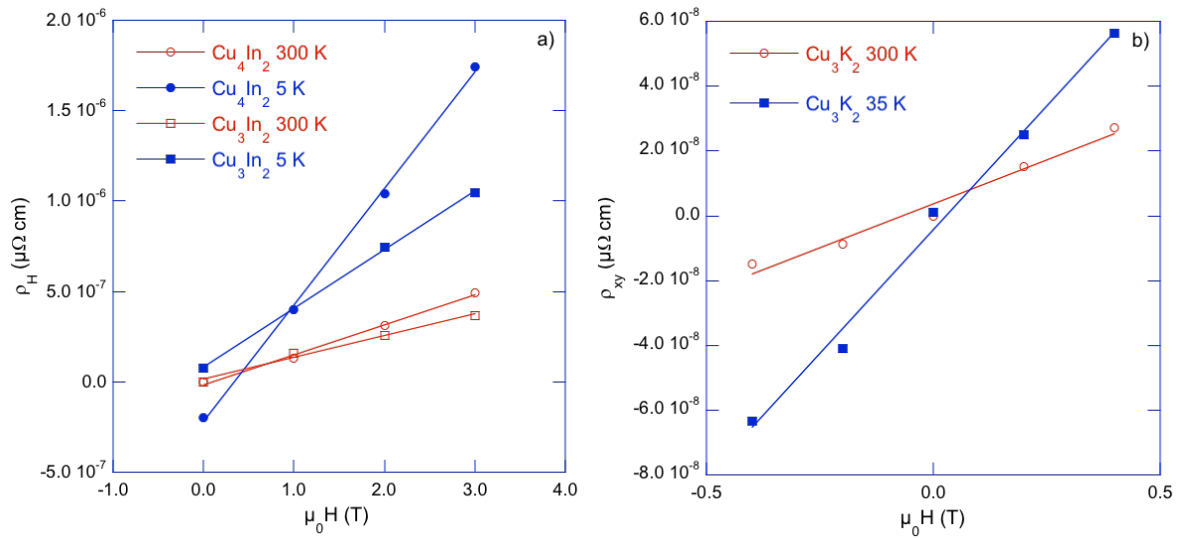 a)
Cu4In2 300 K
Cu4In2 5 K
Cu3In2 300 K
Cu3In2 5 K
2.0 10-6
1.5 10-6
1.0 10-6
5.0 10-7
0.0
-5.0 10-7
ρH (μΩ cm)
-1.0 0.0 1.0 2.0 3.0 4.0
μ0H (T)
b)
Cu3K2 300 K
Cu3K2 35 K
6.0 10-8
4.0 10-8
2.0 10-8
0.0
-2.0 10-8
-4.0 10-8
-6.0 10-8
-8.0 10-8
ρxy (μΩ cm)
-0.5 0.0 0.5
μ0H (T)